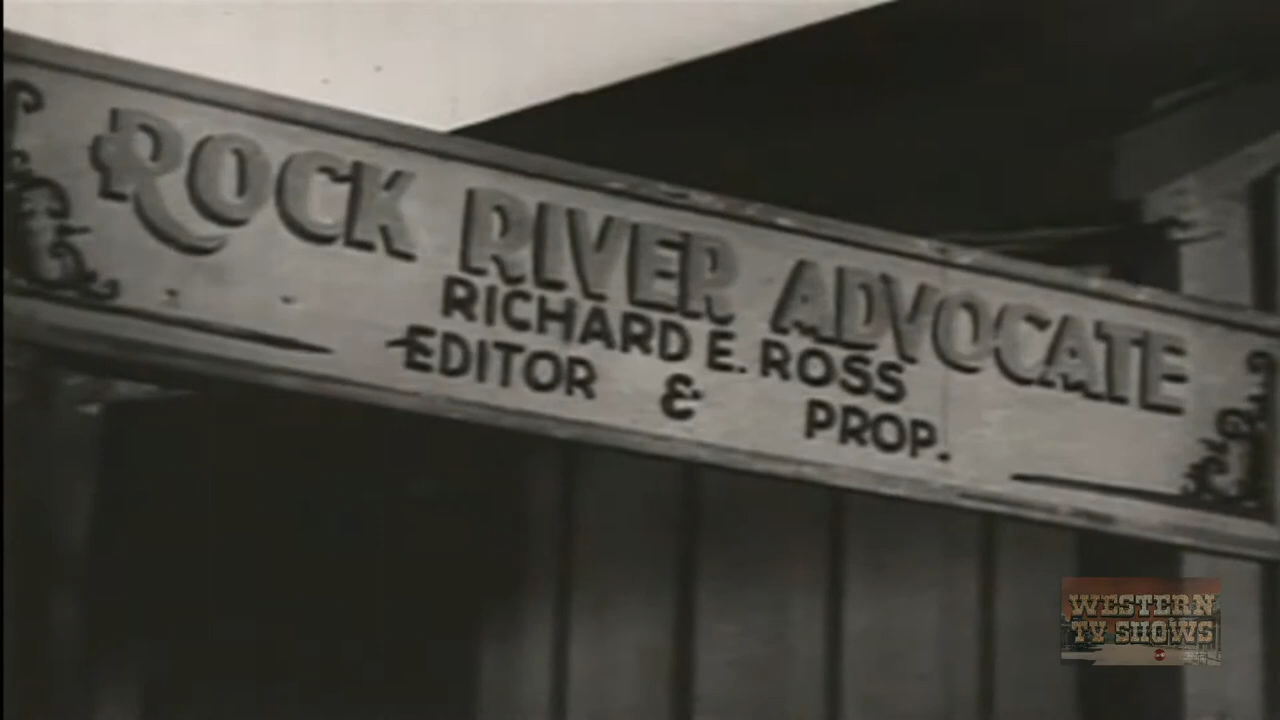 ROCK RIVER ADVOCATE
RICHARD E. ROSS
EDITOR & PROP.
WESTERN
TV SHOWS